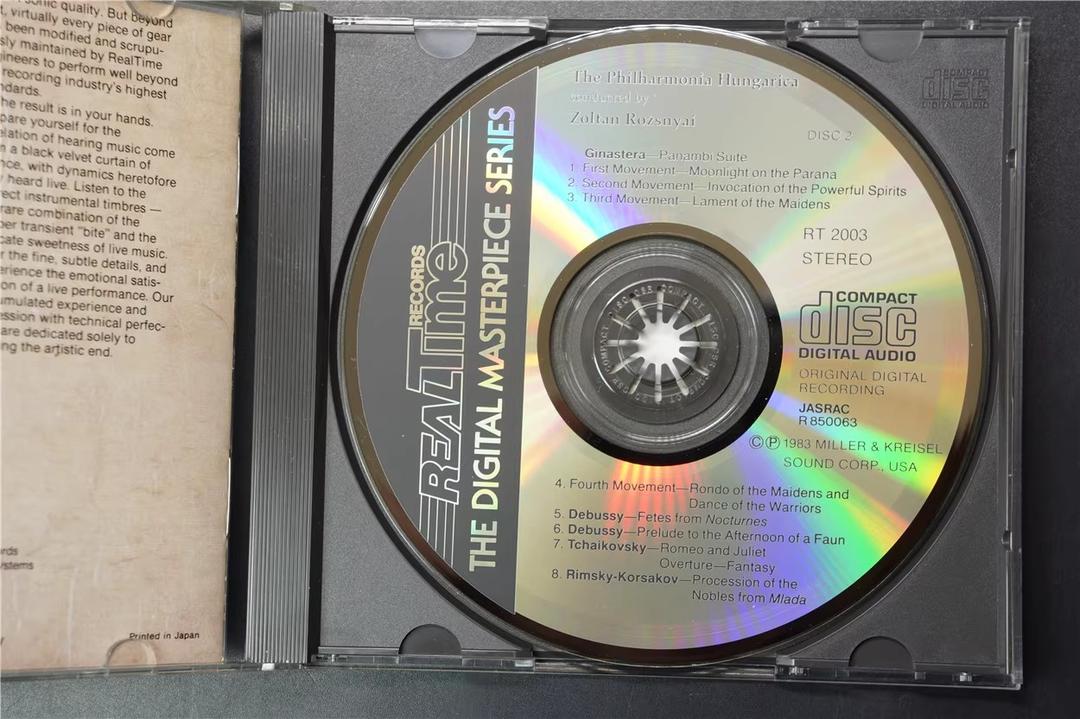 sonic quality. But beyond
virtually every piece of gear
been modified and scrupu-
sly maintained by RealTime
gineers to perform well beyond
recording industry's highest
ndards.
he result is in your hands.
pare yourself for the
elation of hearing music come
m a black velvet curtain of
nce, with dynamics heretofore
heard live. Listen to the
rect instrumental timbres —
rare combination of the
per transient "bite" and the
cate sweetness of live music.
r the fine, subtle details, and
erience the emotional satis-
on of a live performance. Our
umulated experience and
ession with technical perfec-
are dedicated solely to
ng the artistic end.
rds
ystems
Printed in Japan
REALTime
RECORDS
THE DIGITAL MASTERPIECE SERIES
The Philharmonia Hungarica
conducted by
Zoltan Rozsnyai
DISC 2
Ginastera—Panambi Suite
1. First Movement—Moonlight on the Parana
2. Second Movement—Invocation of the Powerful Spirits
3. Third Movement—Lament of the Maidens
RT 2003
STEREO
COMPACT
disc
DIGITAL AUDIO
ORIGINAL DIGITAL
RECORDING
JASRAC
R 850063
©℗ 1983 MILLER & KREISEL
SOUND CORP., USA
4. Fourth Movement—Rondo of the Maidens and
Dance of the Warriors
5. Debussy—Fetes from Nocturnes
6. Debussy—Prelude to the Afternoon of a Faun
7. Tchaikovsky—Romeo and Juliet
Overture—Fantasy
8. Rimsky-Korsakov—Procession of the
Nobles from Mlada
COMPACT
disc
DIGITAL AUDIO